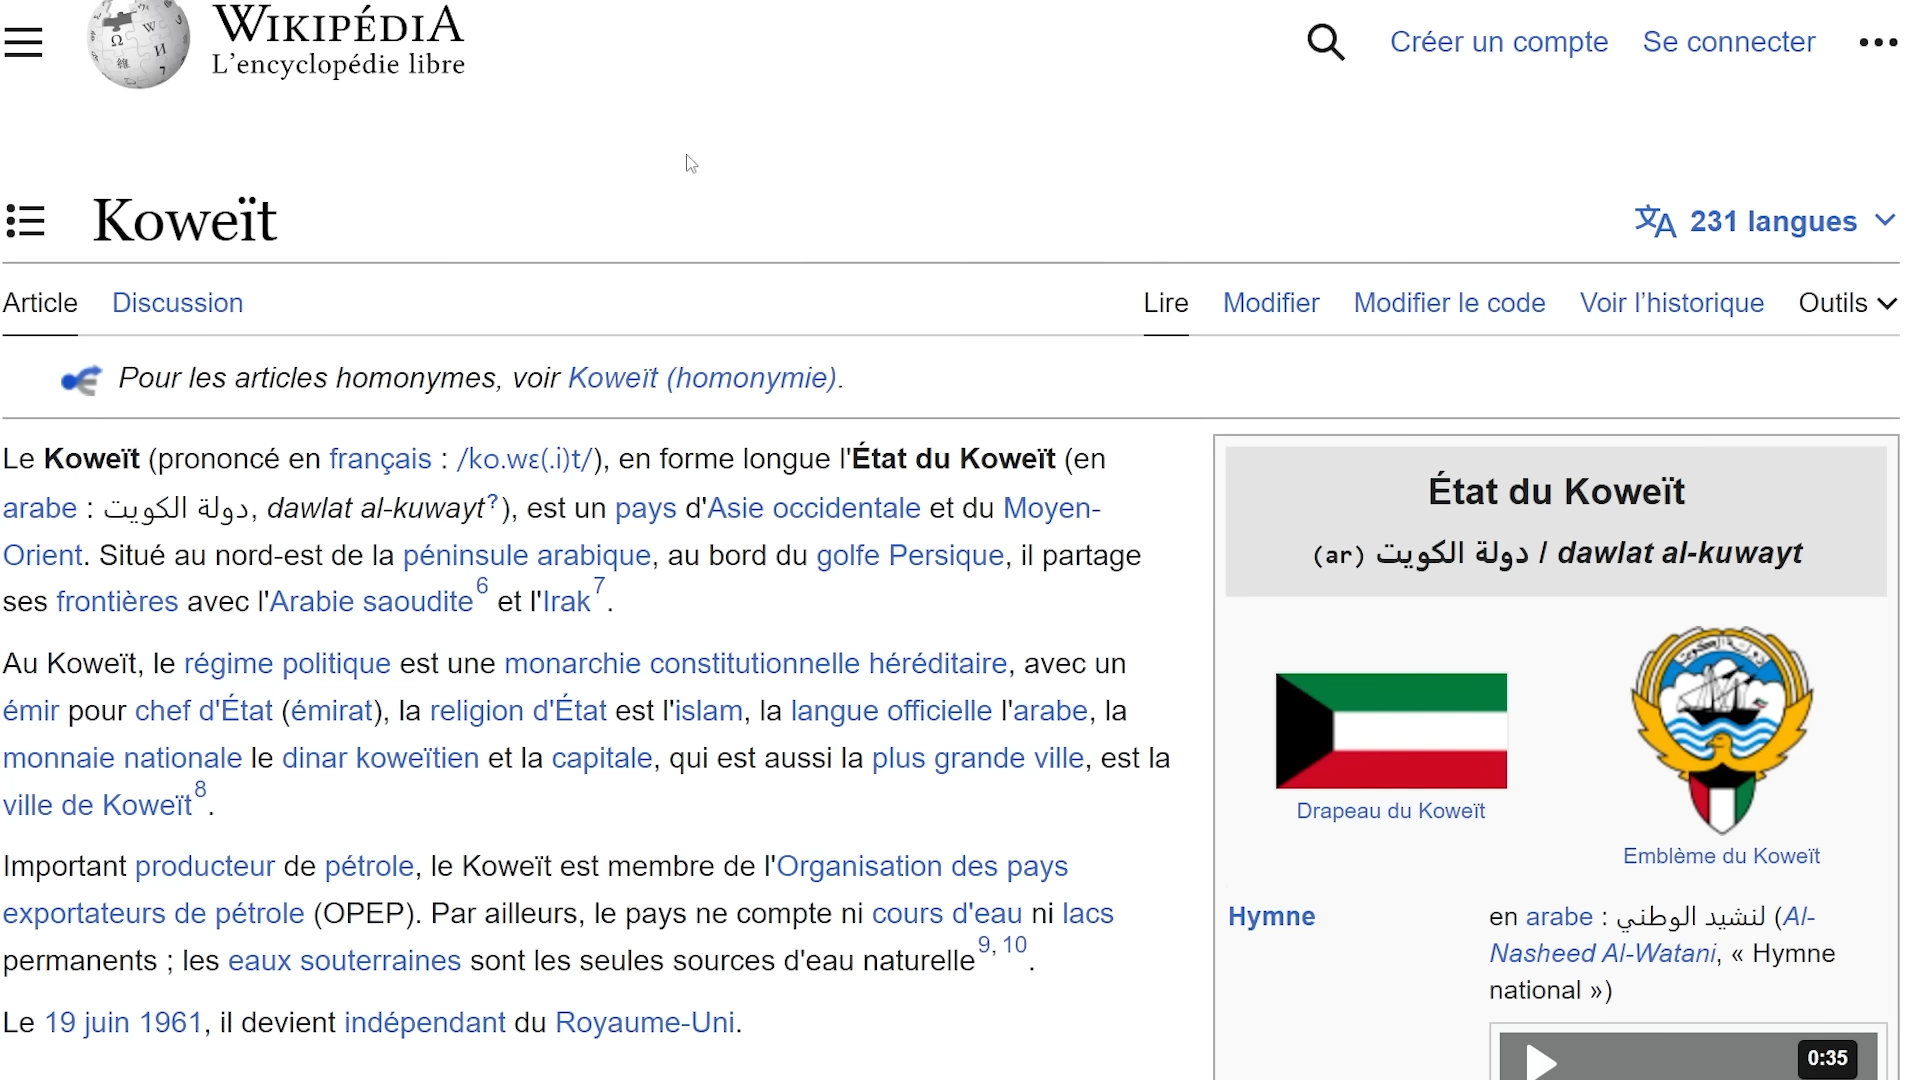 WIKIPÉDIA
L'encyclopédie libre
Créer un compte Se connecter
Koweït
231 langues
Article Discussion
Lire Modifier Modifier le code Voir l’historique Outils
Pour les articles homonymes, voir Koweït (homonymie).
Le Koweït (prononcé en français : /ko.wɛ(.i)t/), en forme longue l'État du Koweït (en
arabe : دولة الكويت, dawlat al-kuwayt?), est un pays d'Asie occidentale et du Moyen-
Orient. Situé au nord-est de la péninsule arabique, au bord du golfe Persique, il partage
ses frontières avec l'Arabie saoudite6 et l'Irak7.
Au Koweït, le régime politique est une monarchie constitutionnelle héréditaire, avec un
émir pour chef d'État (émirat), la religion d'État est l'islam, la langue officielle l'arabe, la
monnaie nationale le dinar koweïtien et la capitale, qui est aussi la plus grande ville, est la
ville de Koweït8.
Important producteur de pétrole, le Koweït est membre de l'Organisation des pays
exportateurs de pétrole (OPEP). Par ailleurs, le pays ne compte ni cours d'eau ni lacs
permanents ; les eaux souterraines sont les seules sources d'eau naturelle9, 10.
Le 19 juin 1961, il devient indépendant du Royaume-Uni.
État du Koweït
(ar) دولة الكويت / dawlat al-kuwayt
Drapeau du Koweït
Emblème du Koweït
Hymne
en arabe : لنشيد الوطني (Al-
Nasheed Al-Watani, « Hymne
national »)
0:35